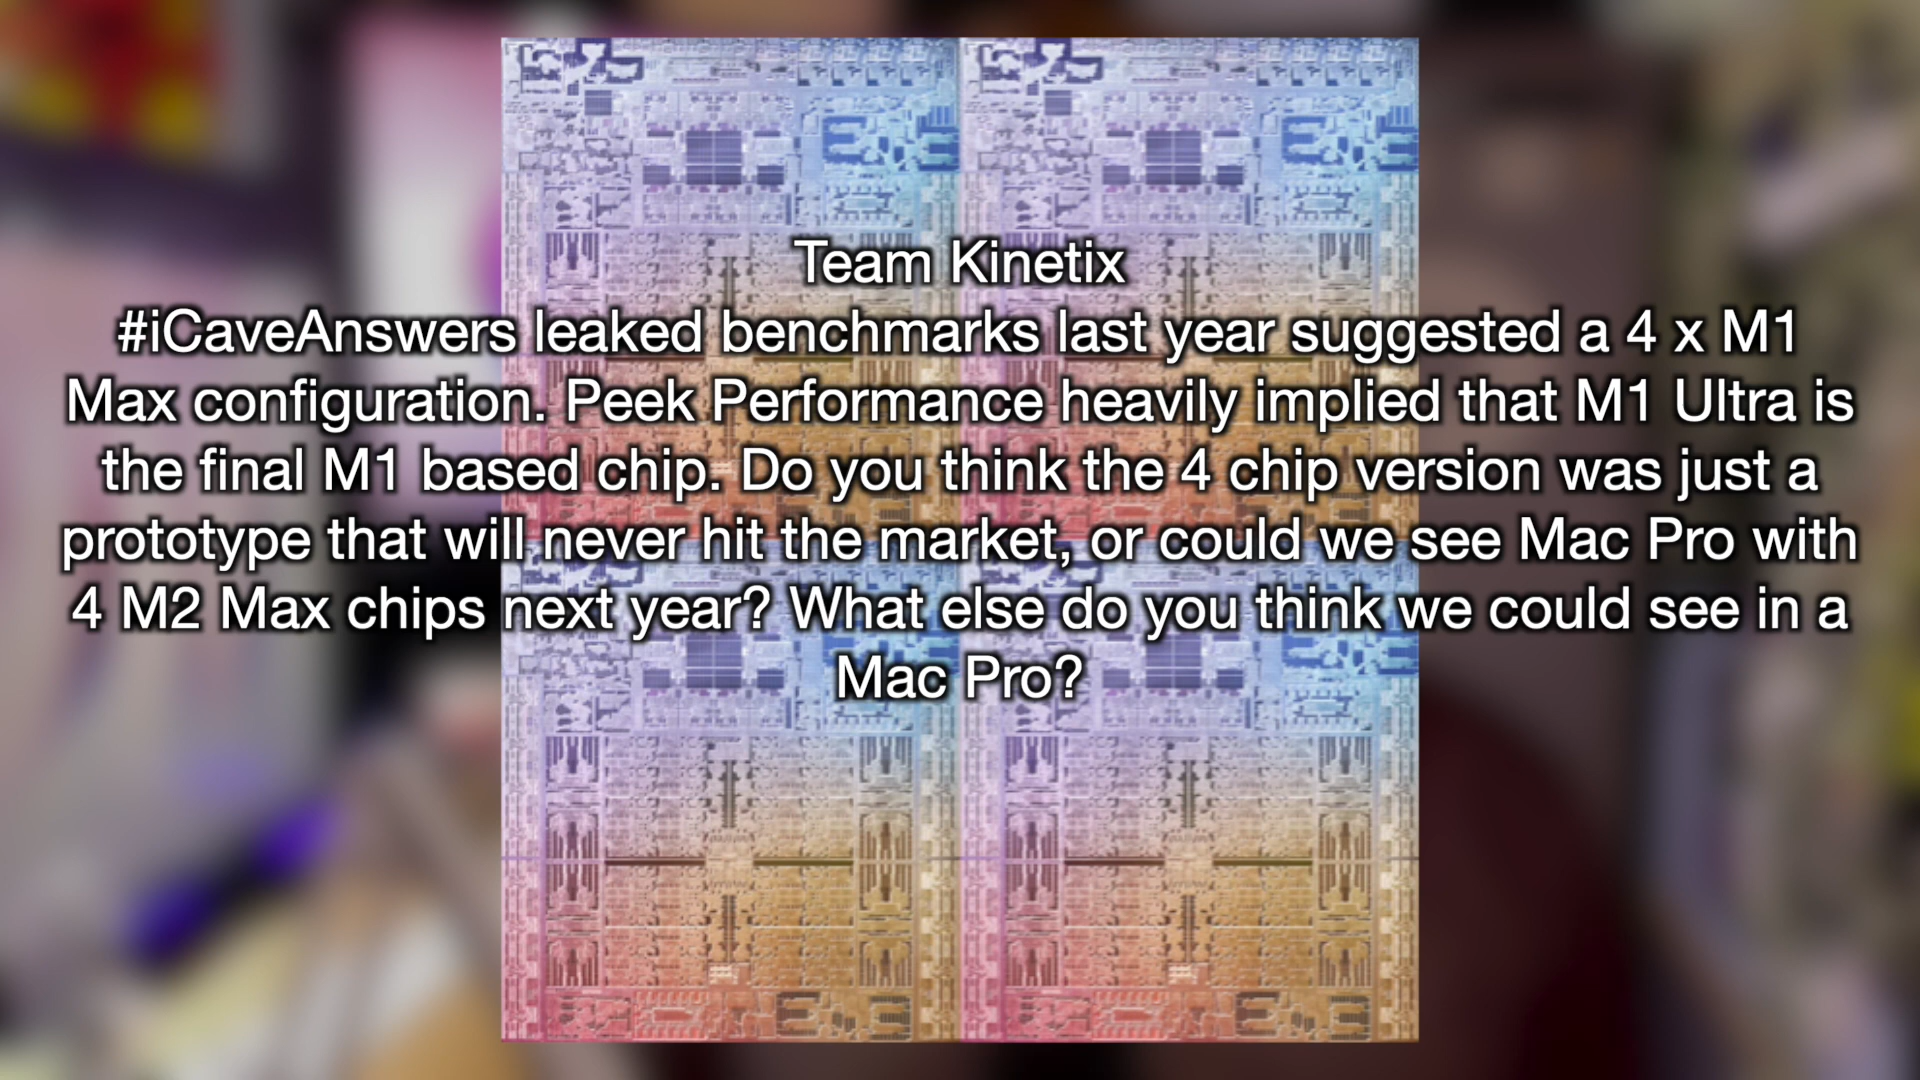 Team Kinetix
#iCaveAnswers leaked benchmarks last year suggested a 4 x M1
Max configuration. Peek Performance heavily implied that M1 Ultra is
the final M1 based chip. Do you think the 4 chip version was just a
prototype that will never hit the market, or could we see Mac Pro with
4 M2 Max chips next year? What else do you think we could see in a
Mac Pro?